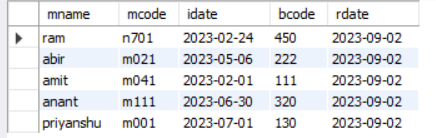 mname mcode idate bcode rdate
ram n701 2023-02-24 450 2023-09-02
abir m021 2023-05-06 222 2023-09-02
amit m041 2023-02-01 111 2023-09-02
anant m111 2023-06-30 320 2023-09-02
priyanshu m001 2023-07-01 130 2023-09-02